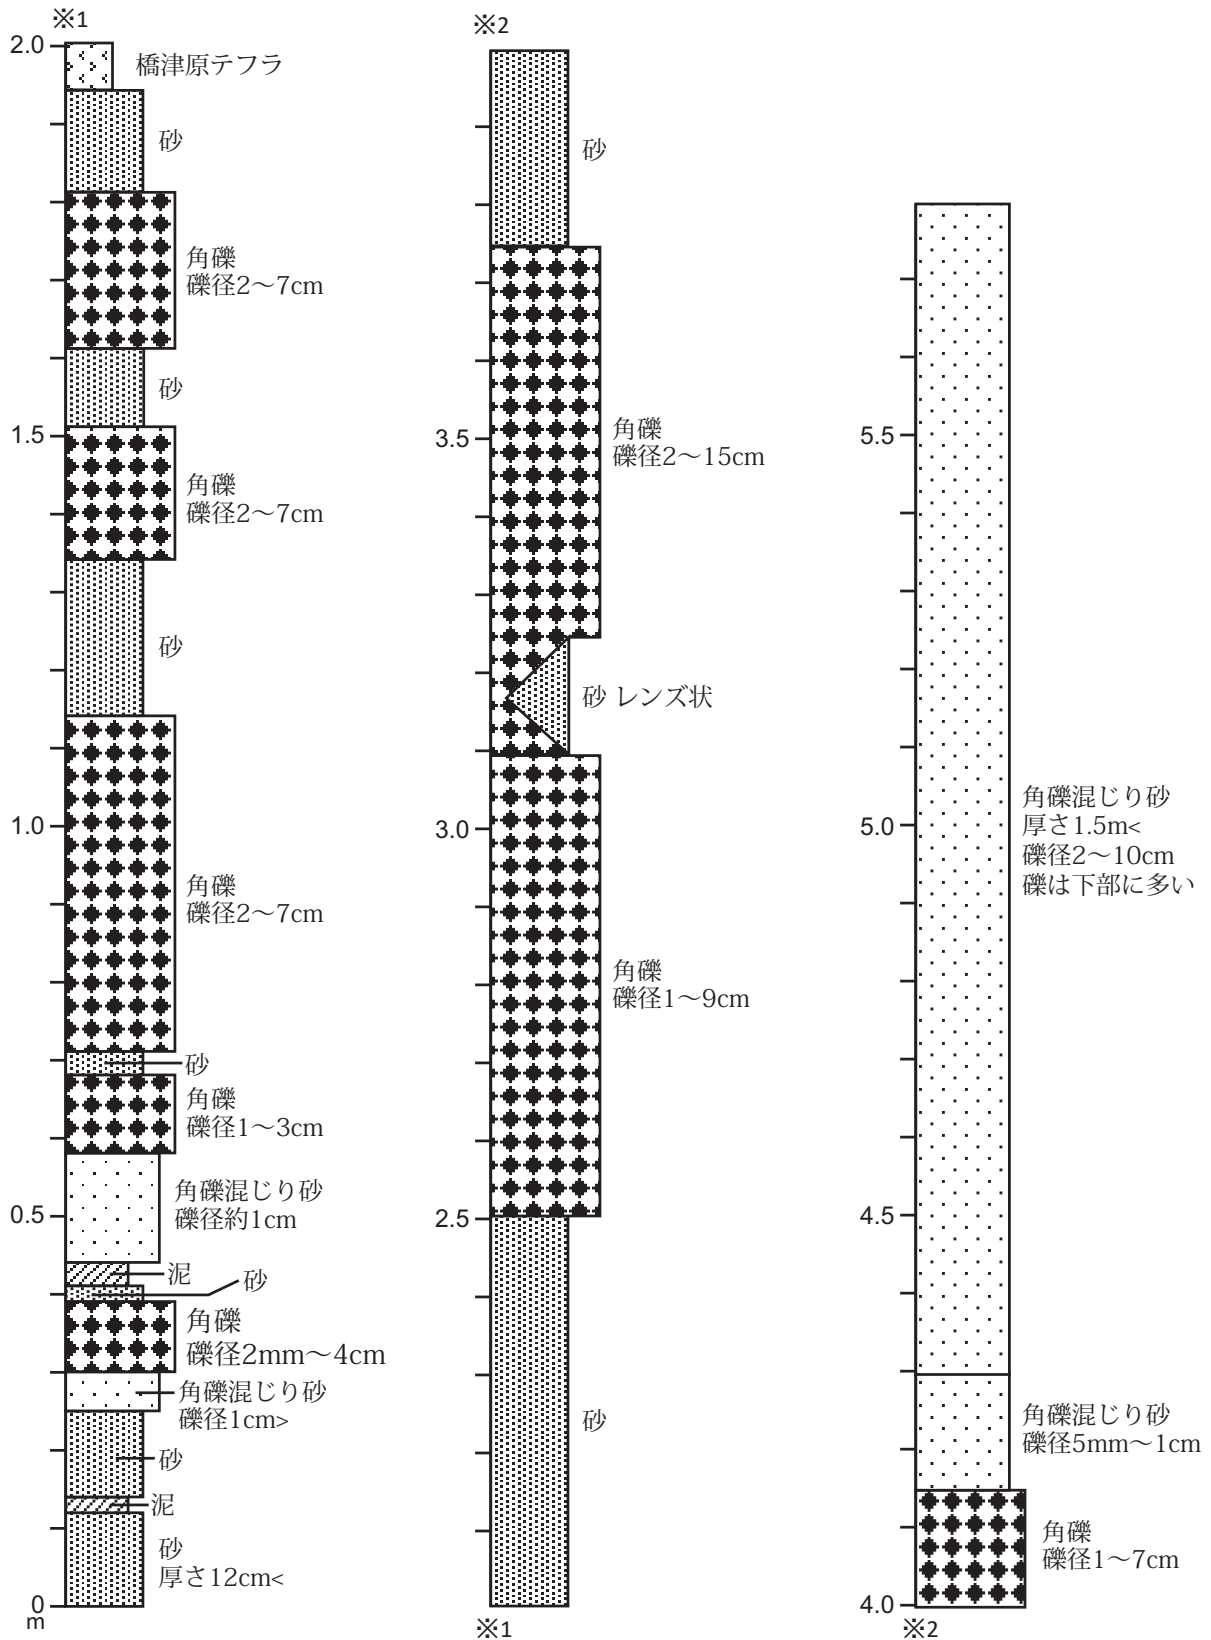 ※1
2.0
橋津原テフラ
砂
角礫
礫径2〜7cm
砂
1.5
角礫
礫径2〜7cm
砂
1.0
角礫
礫径2〜7cm
砂
角礫
礫径1〜3cm
0.5
角礫混じり砂
礫径約1cm
泥
砂
角礫
礫径2mm〜4cm
角礫混じり砂
礫径1cm>
砂
泥
砂
厚さ12cm<
0
m
※2
砂
3.5
角礫
礫径2〜15cm
砂 レンズ状
3.0
角礫
礫径1〜9cm
2.5
砂
※1
5.5
5.0
角礫混じり砂
厚さ1.5m<
礫径2〜10cm
礫は下部に多い
4.5
角礫混じり砂
礫径5mm〜1cm
角礫
礫径1〜7cm
4.0
※2